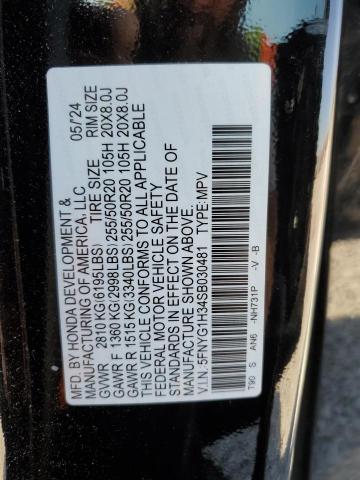 MFD. BY HONDA DEVELOPMENT &
MANUFACTURING OF AMERICA, LLC 05/24
TIRE SIZE RIM SIZE
GVWR 2810 KG(6195LBS)
GAWR F 1360 KG(2998LBS) 255/50R20 105H 20X8.0J
GAWR R 1515 KG(3340LBS) 255/50R20 105H 20X8.0J
THIS VEHICLE CONFORMS TO ALL APPLICABLE
FEDERAL MOTOR VEHICLE SAFETY
STANDARDS IN EFFECT ON THE DATE OF
MANUFACTURE SHOWN ABOVE.
V.I.N.: 5FNYG1H34SB030481 TYPE: MPV
T90 S AN6 -NH731P -V -B